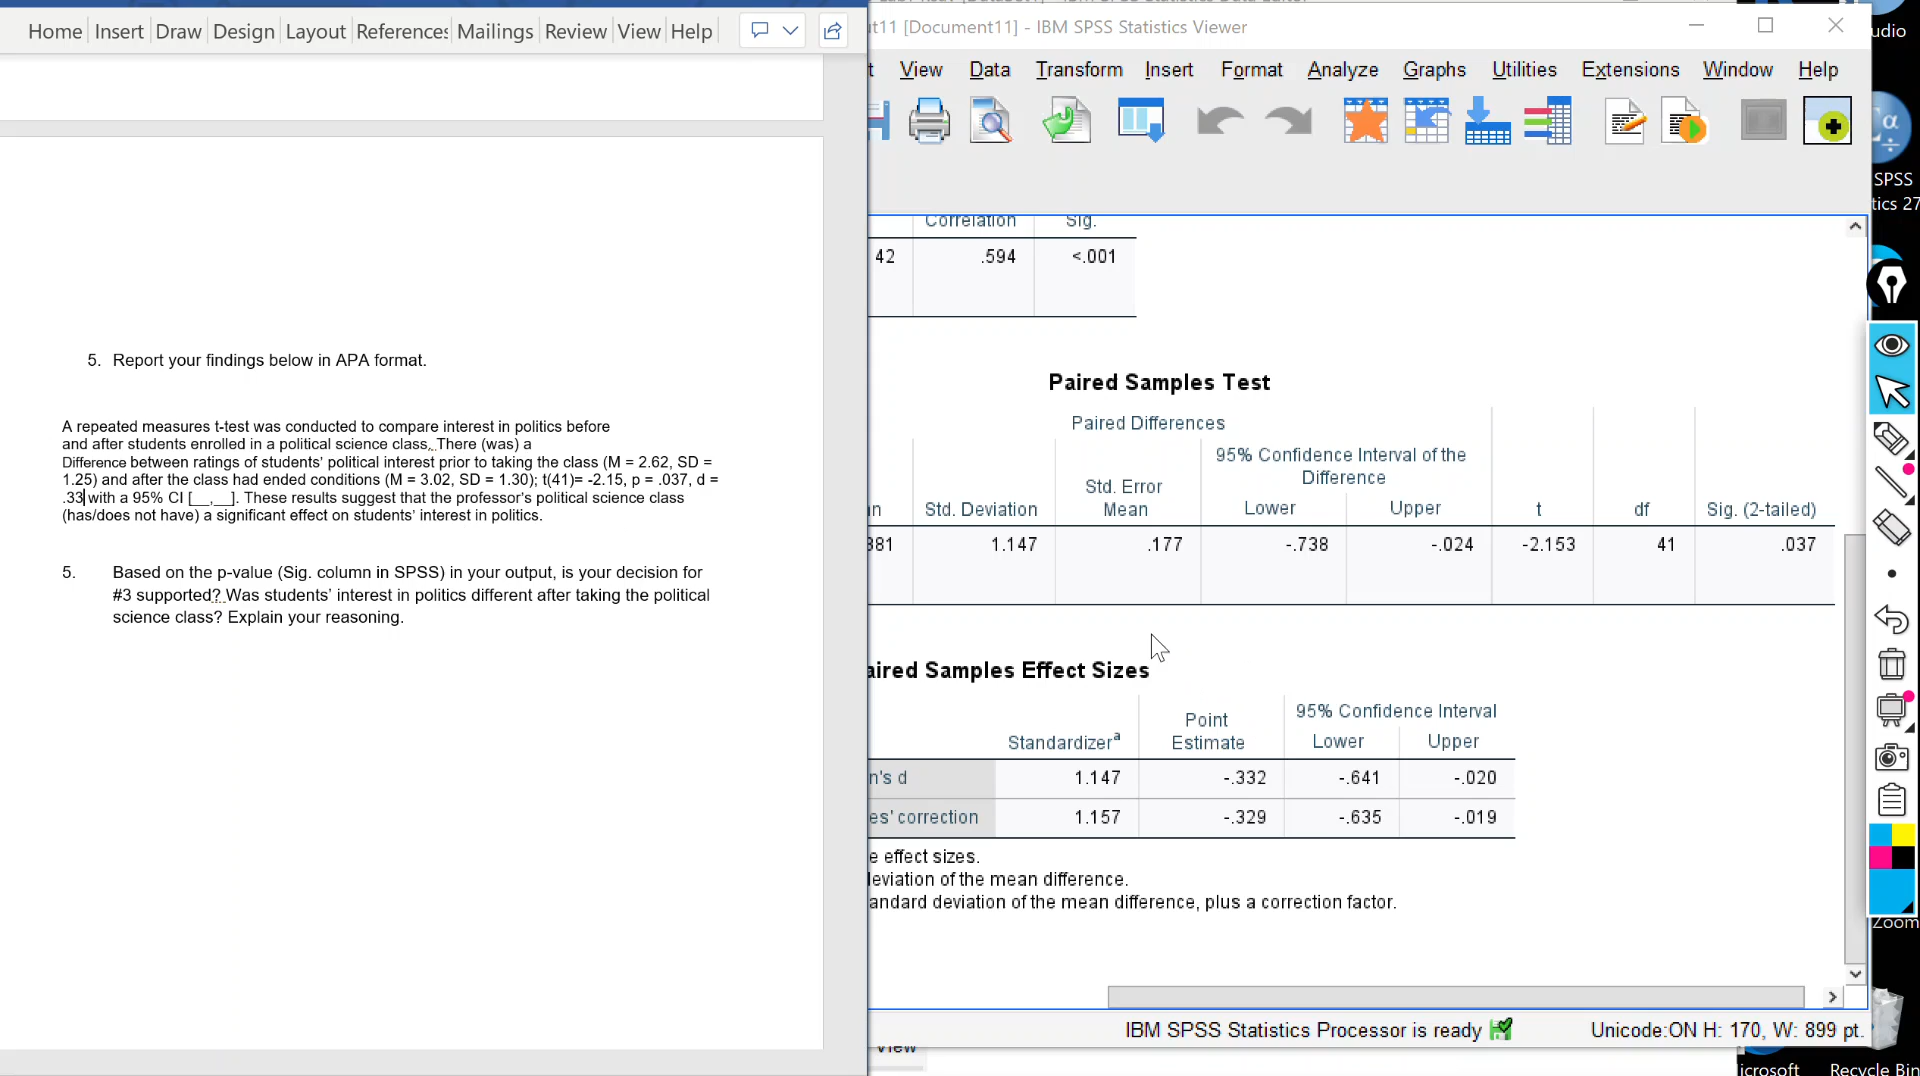 Home Insert Draw Design Layout References Mailings Review View Help
5. Report your findings below in APA format.
A repeated measures t-test was conducted to compare interest in politics before
and after students enrolled in a political science class. There (was) a
Difference between ratings of students' political interest prior to taking the class (M = 2.62, SD =
1.25) and after the class had ended conditions (M = 3.02, SD = 1.30); t(41)= -2.15, p = .037, d =
.33 with a 95% CI [__,__]. These results suggest that the professor's political science class
(has/does not have) a significant effect on students' interest in politics.
5. Based on the p-value (Sig. column in SPSS) in your output, is your decision for
#3 supported? Was students' interest in politics different after taking the political
science class? Explain your reasoning.
[Document11] - IBM SPSS Statistics Viewer
View Data Transform Insert Format Analyze Graphs Utilities Extensions Window Help
Correlation Sig.
42 .594 <.001
Paired Samples Test
Paired Differences
95% Confidence Interval of the
Difference
Std. Deviation Std. Error
Mean Lower Upper t df Sig. (2-tailed)
381 1.147 .177 -.738 -.024 -2.153 41 .037
aired Samples Effect Sizes
Standardizerᵃ Point
Estimate 95% Confidence Interval
Lower Upper
n's d 1.147 -.332 -.641 -.020
es' correction 1.157 -.329 -.635 -.019
e effect sizes.
deviation of the mean difference.
andard deviation of the mean difference, plus a correction factor.
IBM SPSS Statistics Processor is ready Unicode:ON H: 170, W: 899 pt.
View
udio
SPSS
tics 27
Zoom
icrosoft Recycle Bin